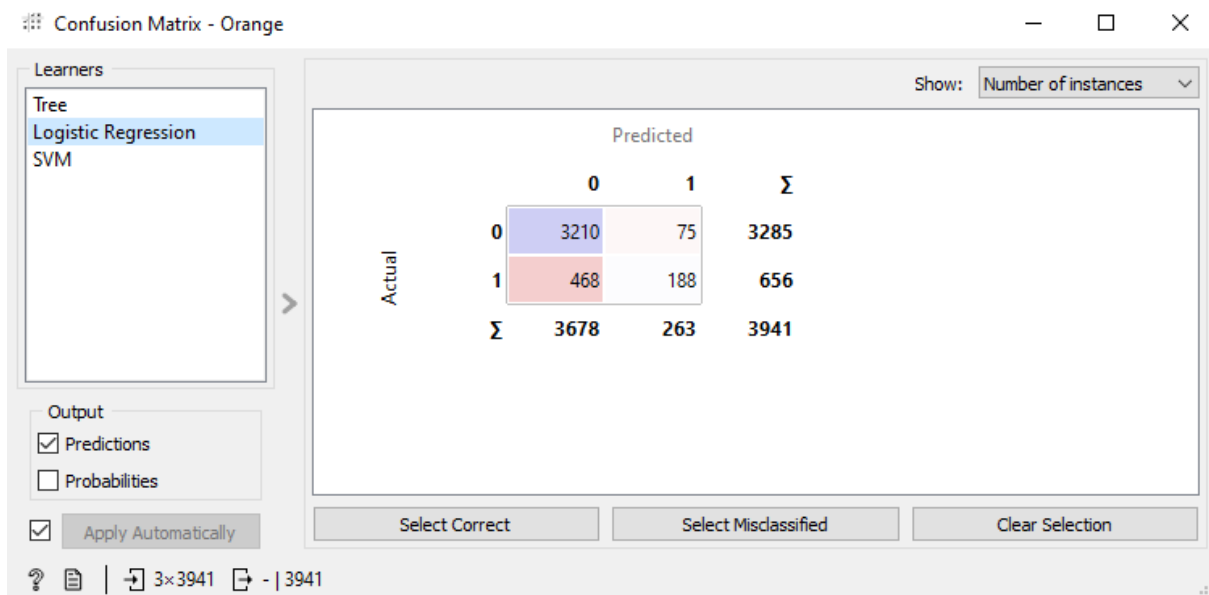 Confusion Matrix - Orange
Learners
Tree
Logistic Regression
SVM
Output
Predictions
Probabilities
Apply Automatically
Show: Number of instances
Predicted
0 1 Σ
Actual
0 3210 75 3285
1 468 188 656
Σ 3678 263 3941
Select Correct Select Misclassified Clear Selection
? 3×3941 - | 3941